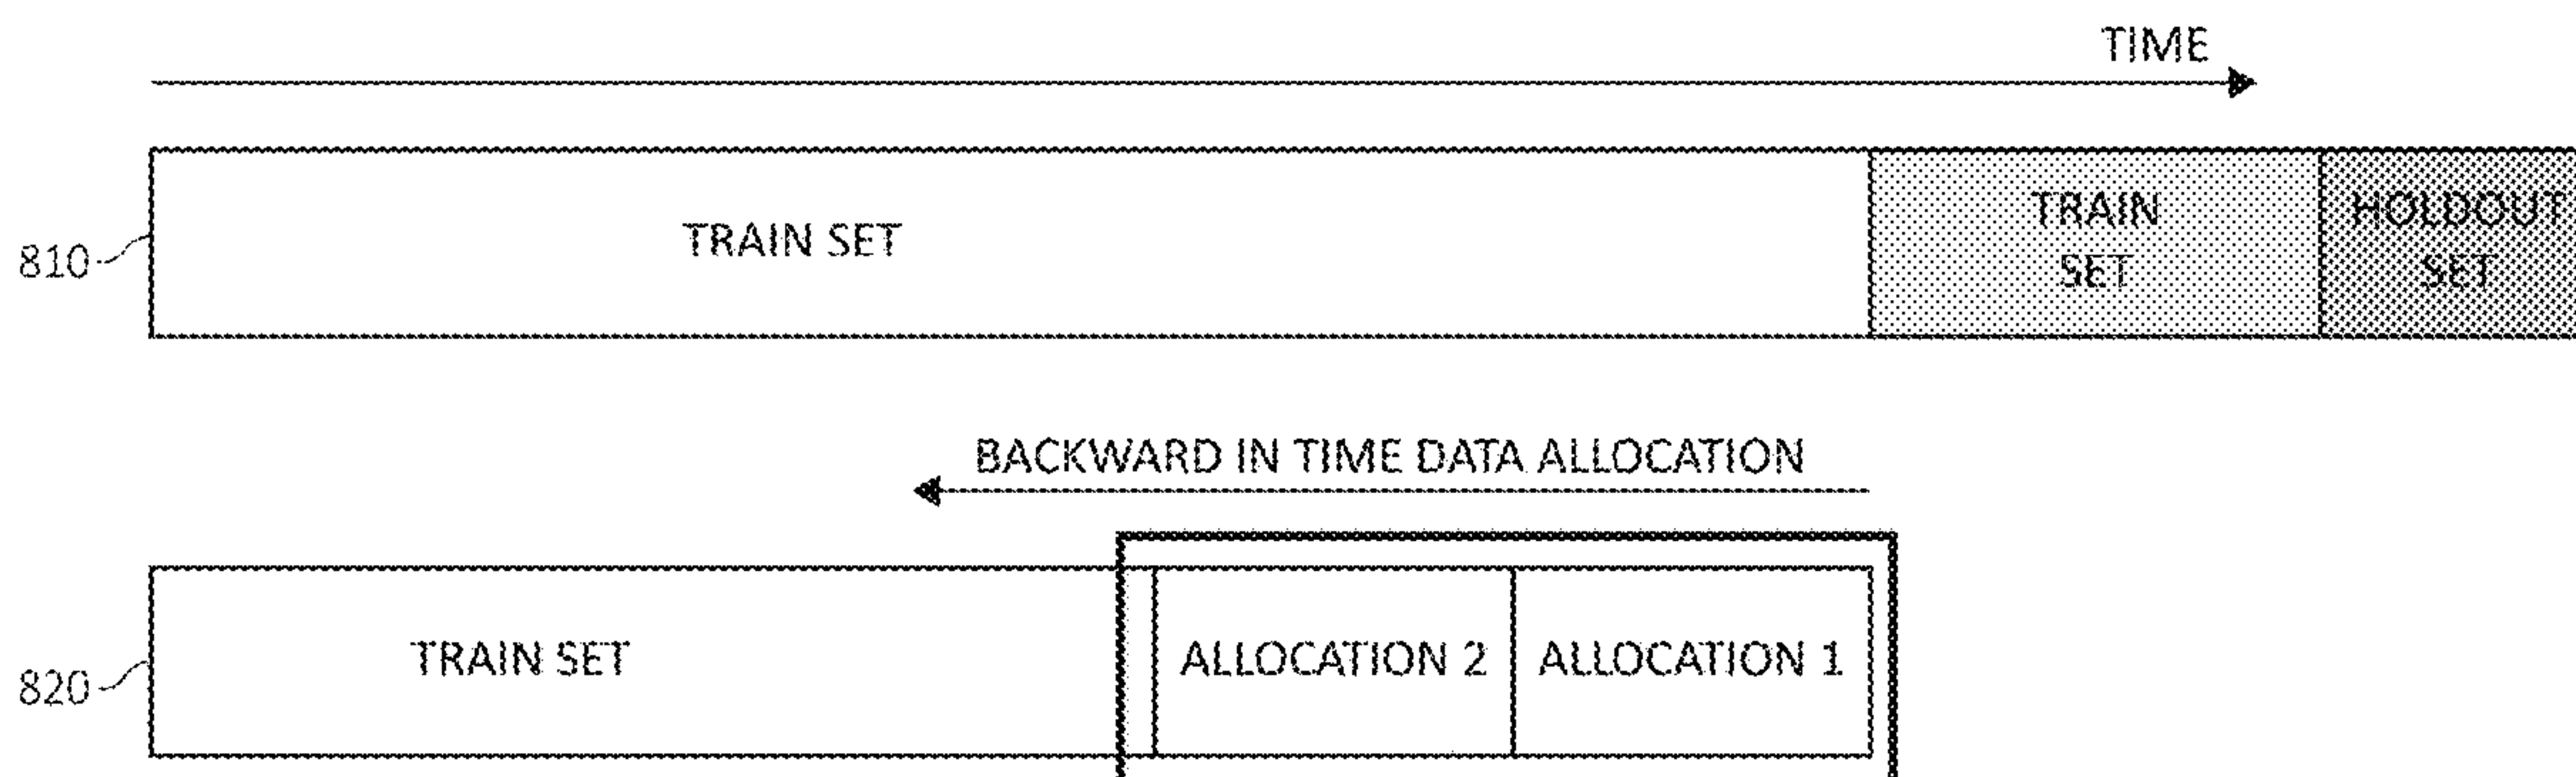 TIME
810
TRAIN SET
TRAIN
SET
HOLDOUT
SET
BACKWARD IN TIME DATA ALLOCATION
820
TRAIN SET
ALLOCATION 2
ALLOCATION 1